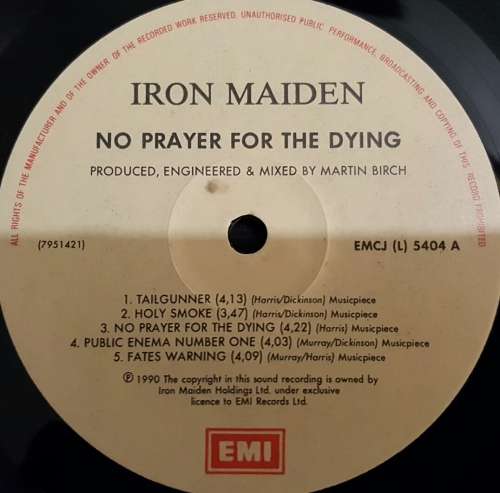 ALL RIGHTS OF THE MANUFACTURER AND OF THE OWNER OF THE RECORDED WORK RESERVED. UNAUTHORISED PUBLIC PERFORMANCE, BROADCASTING AND COPYING OF THIS RECORD PROHIBITED
IRON MAIDEN
NO PRAYER FOR THE DYING
PRODUCED, ENGINEERED & MIXED BY MARTIN BIRCH
(7951421) EMCJ (L) 5404 A
1. TAILGUNNER (4,13) (Harris/Dickinson) Musicpiece
2. HOLY SMOKE (3,47) (Harris/Dickinson) Musicpiece
3. NO PRAYER FOR THE DYING (4,22) (Harris) Musicpiece
4. PUBLIC ENEMA NUMBER ONE (4,03) (Murray/Dickinson) Musicpiece
5. FATES WARNING (4,09) (Murray/Harris) Musicpiece
℗ 1990 The copyright in this sound recording is owned by
Iron Maiden Holdings Ltd. under exclusive
licence to EMI Records Ltd.
EMI